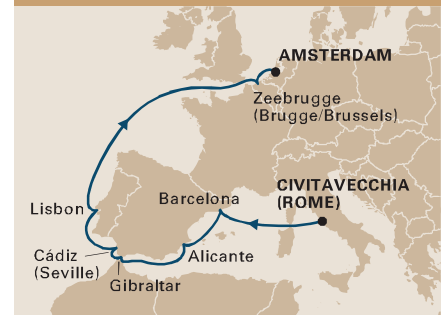 AMSTERDAM
Zeebrugge
(Brugge/Brussels)
CIVITAVECCHIA
(ROME)
Barcelona
Lisbon
Alicante
Cádiz
(Seville)
Gibraltar